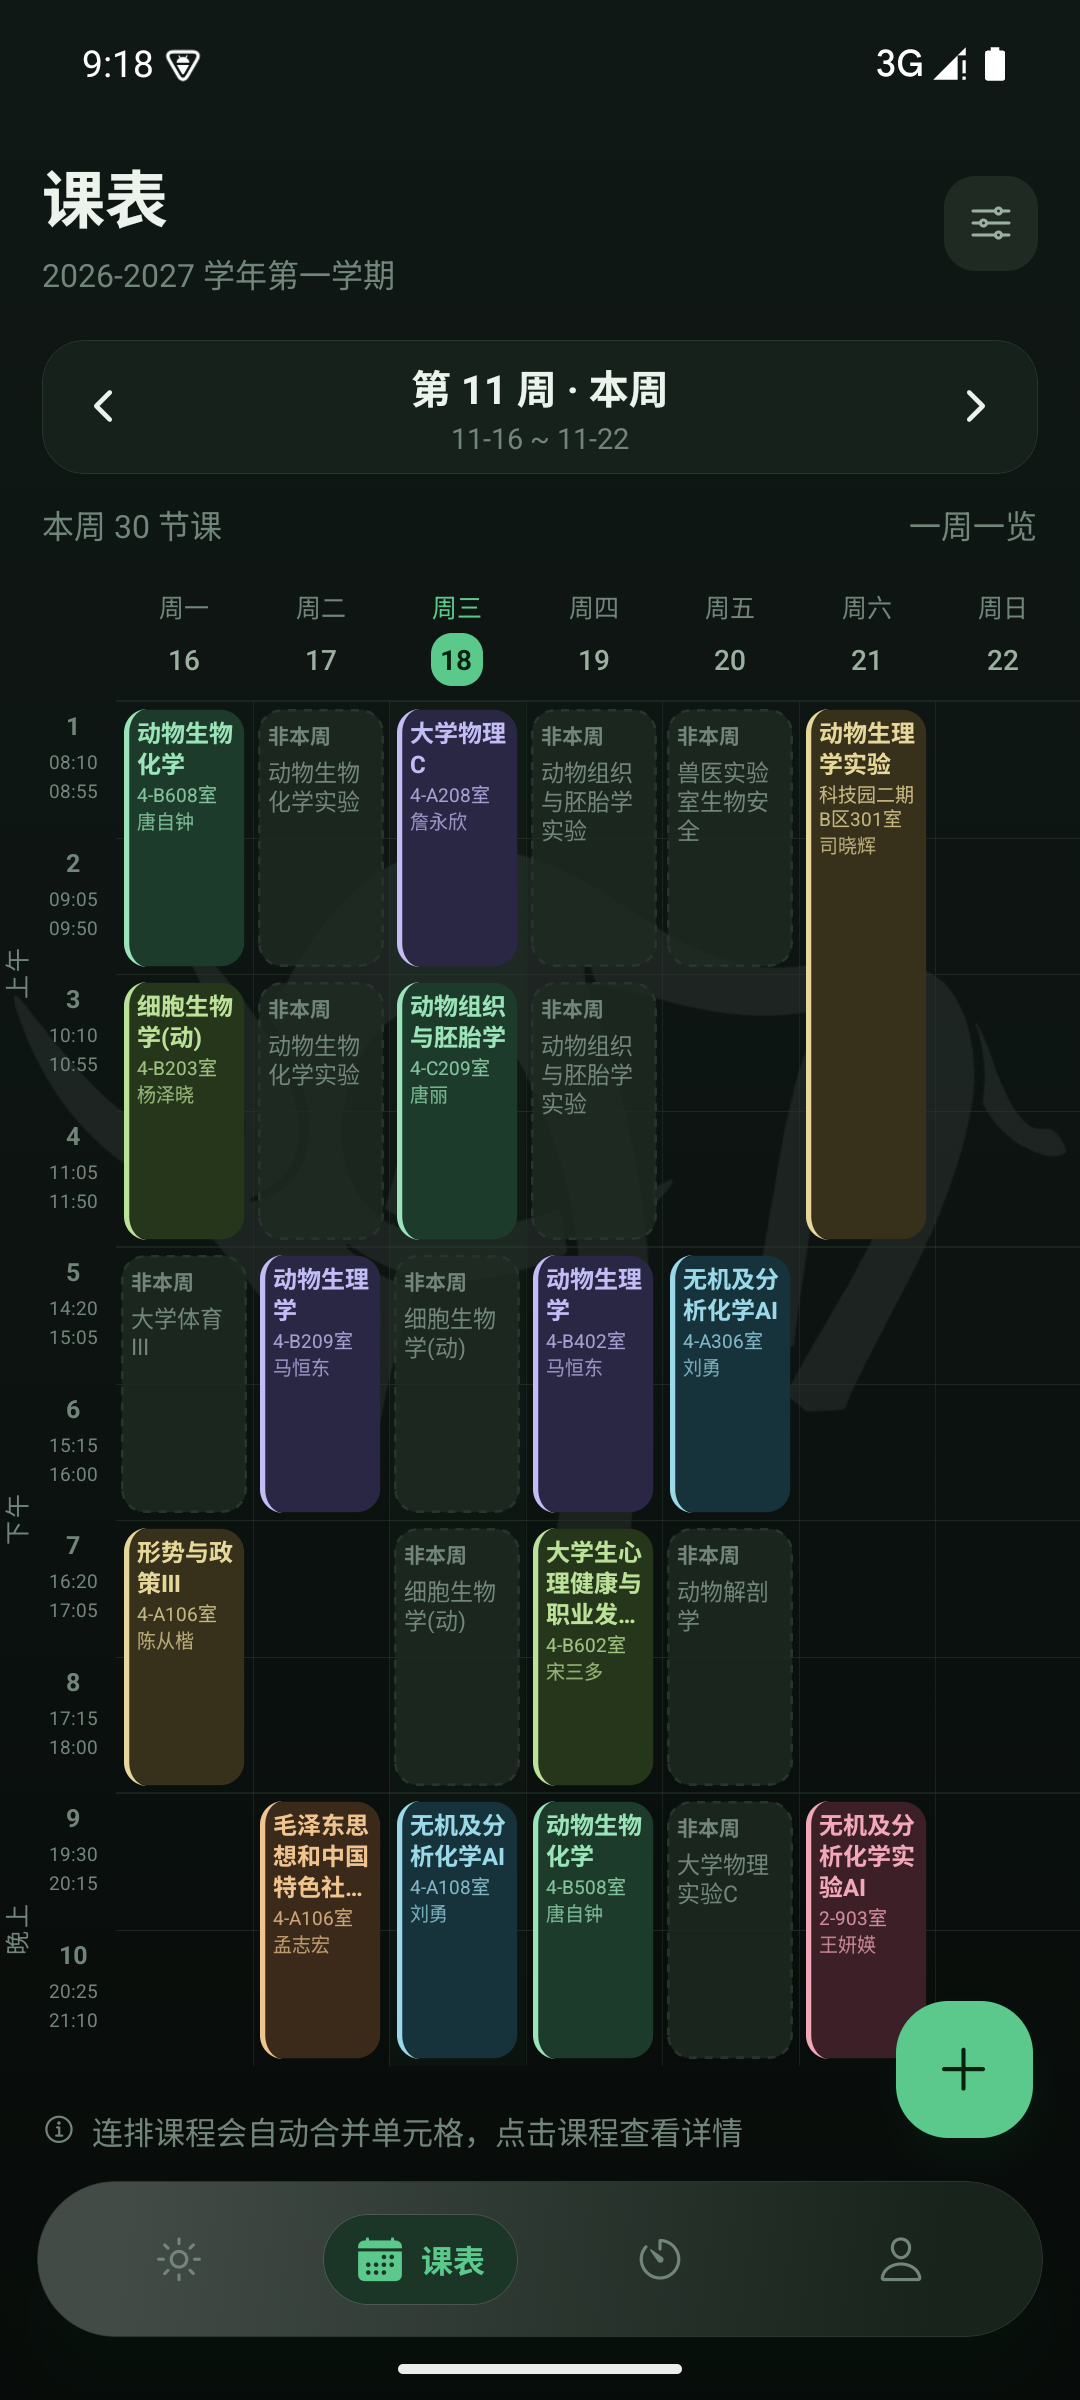 9:18
3G
课表
2026-2027 学年第一学期
第 11 周 · 本周
11-16 ~ 11-22
本周 30 节课
一周一览
周一
周二
周三
周四
周五
周六
周日
16
17
18
19
20
21
22
上午
1
08:10
08:55
动物生物
化学
4-B608室
唐自钟
非本周
动物生物
化学实验
大学物理
C
4-A208室
詹永欣
非本周
动物组织
与胚胎学
实验
非本周
兽医实验
室生物安
全
动物生理
学实验
科技园二期
B区301室
司晓辉
2
09:05
09:50
3
10:10
10:55
细胞生物
学(动)
4-B203室
杨泽晓
非本周
动物生物
化学实验
动物组织
与胚胎学
4-C209室
唐丽
非本周
动物组织
与胚胎学
实验
4
11:05
11:50
下午
5
14:20
15:05
非本周
大学体育
III
动物生理
学
4-B209室
马恒东
非本周
细胞生物
学(动)
动物生理
学
4-B402室
马恒东
无机及分
析化学AI
4-A306室
刘勇
6
15:15
16:00
7
16:20
17:05
形势与政
策III
4-A106室
陈从楷
非本周
细胞生物
学(动)
大学生心
理健康与
职业发…
4-B602室
宋三多
非本周
动物解剖
学
8
17:15
18:00
晚上
9
19:30
20:15
毛泽东思
想和中国
特色社…
4-A106室
孟志宏
无机及分
析化学AI
4-A108室
刘勇
动物生物
化学
4-B508室
唐自钟
非本周
大学物理
实验C
无机及分
析化学实
验AI
2-903室
王妍媖
10
20:25
21:10
连排课程会自动合并单元格，点击课程查看详情
课表